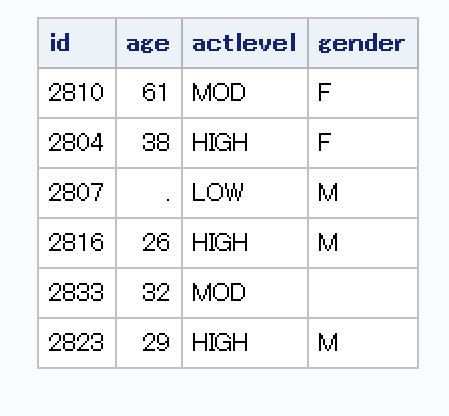 id age actlevel gender
2810 61 MOD F
2804 38 HIGH F
2807 . LOW M
2816 26 HIGH M
2833 32 MOD
2823 29 HIGH M